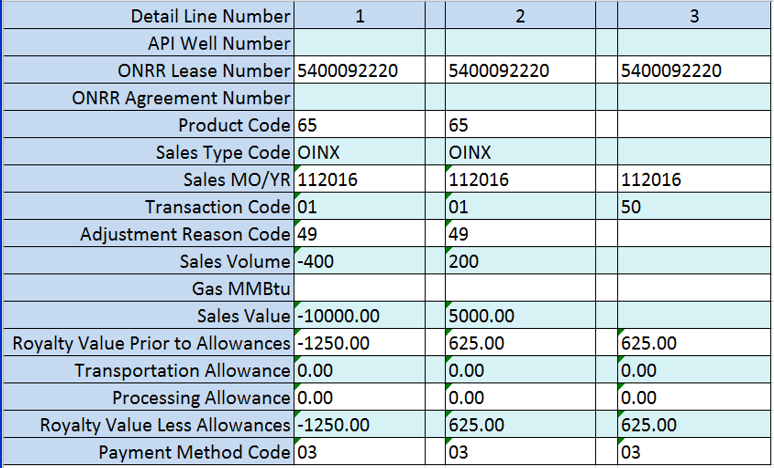 Detail Line Number 1 2 3
API Well Number
ONRR Lease Number 5400092220 5400092220 5400092220
ONRR Agreement Number
Product Code 65 65
Sales Type Code OINX OINX
Sales MO/YR 112016 112016 112016
Transaction Code 01 01 50
Adjustment Reason Code 49 49
Sales Volume -400 200
Gas MMBtu
Sales Value -10000.00 5000.00
Royalty Value Prior to Allowances -1250.00 625.00 625.00
Transportation Allowance 0.00 0.00 0.00
Processing Allowance 0.00 0.00 0.00
Royalty Value Less Allowances -1250.00 625.00 625.00
Payment Method Code 03 03 03